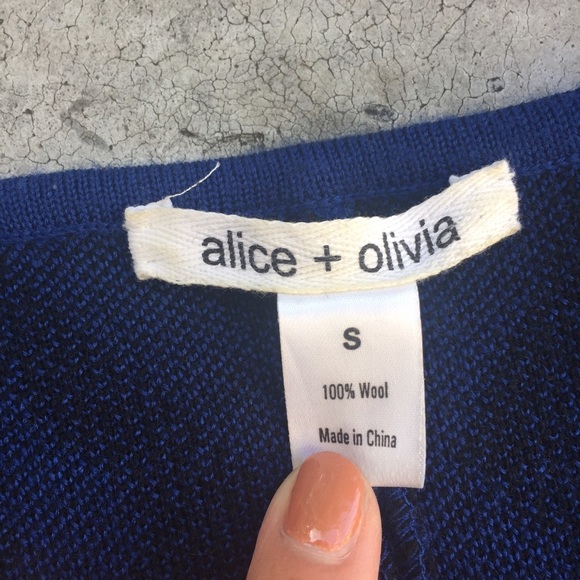 alice + olivia
S
100% Wool
Made in China